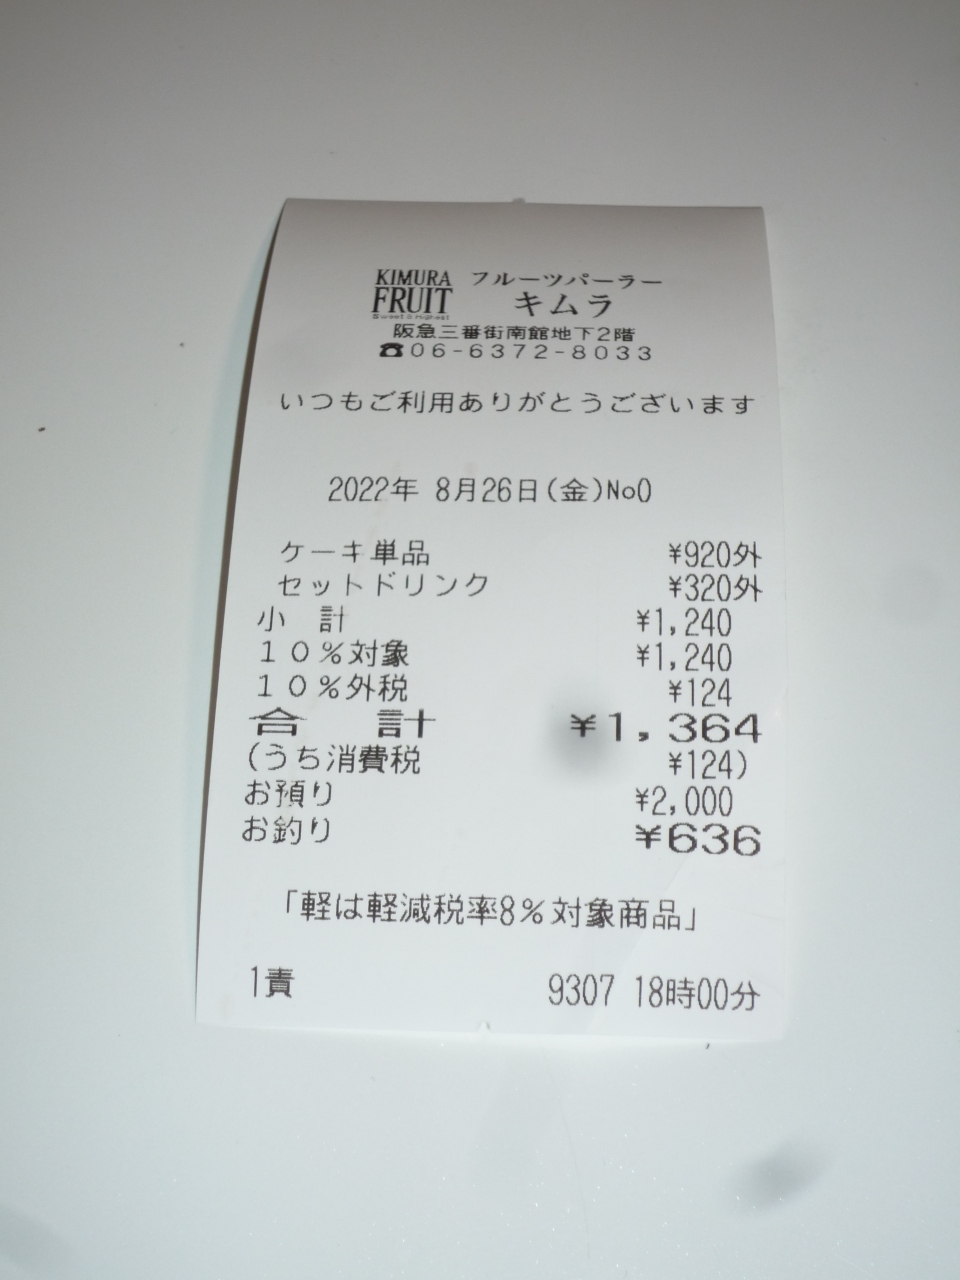 KIMURA フルーツパーラー
FRUIT キムラ
Sweet & Highest
阪急三番街南館地下2階
☎06-6372-8033
いつもご利用ありがとうございます
2022年 8月26日(金)No0
ケーキ単品 ¥920外
セットドリンク ¥320外
小 計 ¥1,240
10%対象 ¥1,240
10%外税 ¥124
合 計 ¥1,364
(うち消費税 ¥124)
お預り ¥2,000
お釣り ¥636
「軽は軽減税率8%対象商品」
1責 9307 18時00分